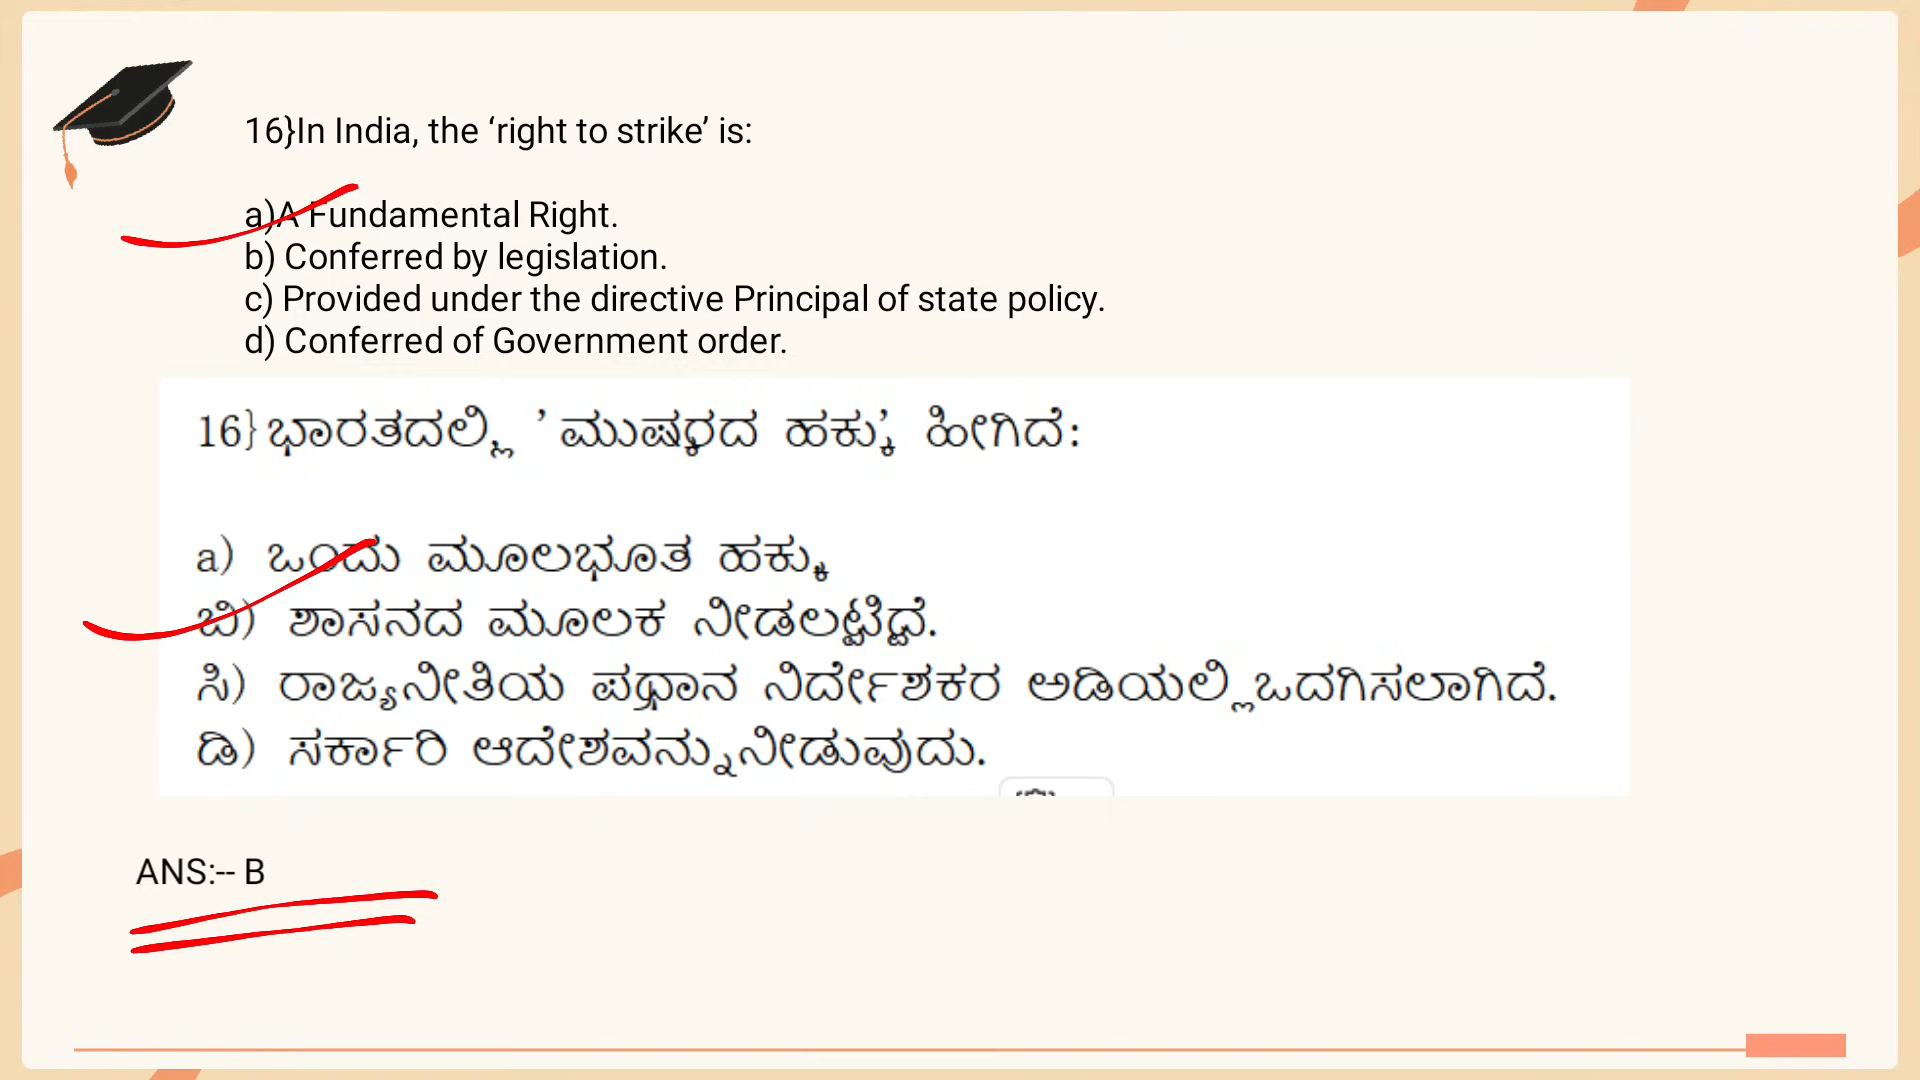 16}In India, the ‘right to strike’ is:
a)A Fundamental Right.
b) Conferred by legislation.
c) Provided under the directive Principal of state policy.
d) Conferred of Government order.
16}ಭಾರತದಲ್ಲಿ, ’ಮುಷ್ಕರದ ಹಕ್ಕು’ ಹೀಗಿದೆ:
a) ಒಂದು ಮೂಲಭೂತ ಹಕ್ಕು.
ಬಿ) ಶಾಸನದ ಮೂಲಕ ನೀಡಲಟ್ಟಿದ್ದೆ.
ಸಿ) ರಾಜ್ಯನೀತಿಯ ಪ್ರಧಾನ ನಿರ್ದೇಶಕರ ಅಡಿಯಲ್ಲಿ ಒದಗಿಸಲಾಗಿದೆ.
ಡಿ) ಸರ್ಕಾರಿ ಆದೇಶವನ್ನು ನೀಡುವುದು.
ANS:-- B